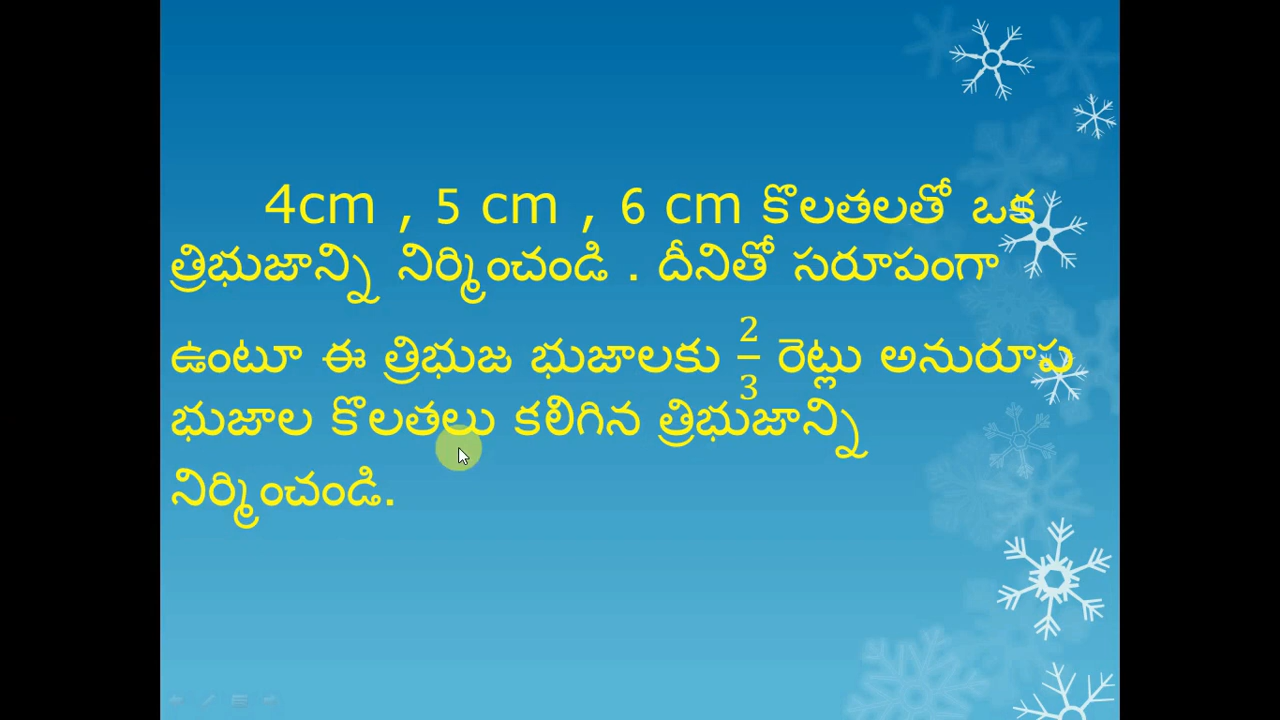 4cm , 5 cm , 6 cm కొలతలతో ఒక
త్రిభుజాన్ని నిర్మించండి . దీనితో సరూపంగా
ఉంటూ ఈ త్రిభుజ భుజాలకు 2/3 రెట్లు అనురూప
భుజాల కొలతలు కలిగిన త్రిభుజాన్ని
నిర్మించండి.